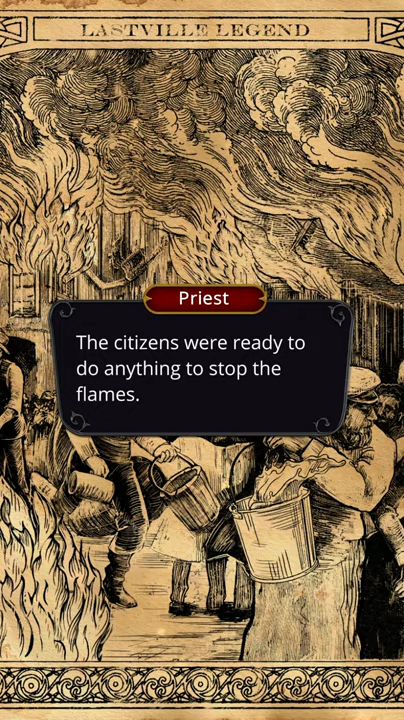 LASTVILLE LEGEND
Priest
The citizens were ready to
do anything to stop the
flames.